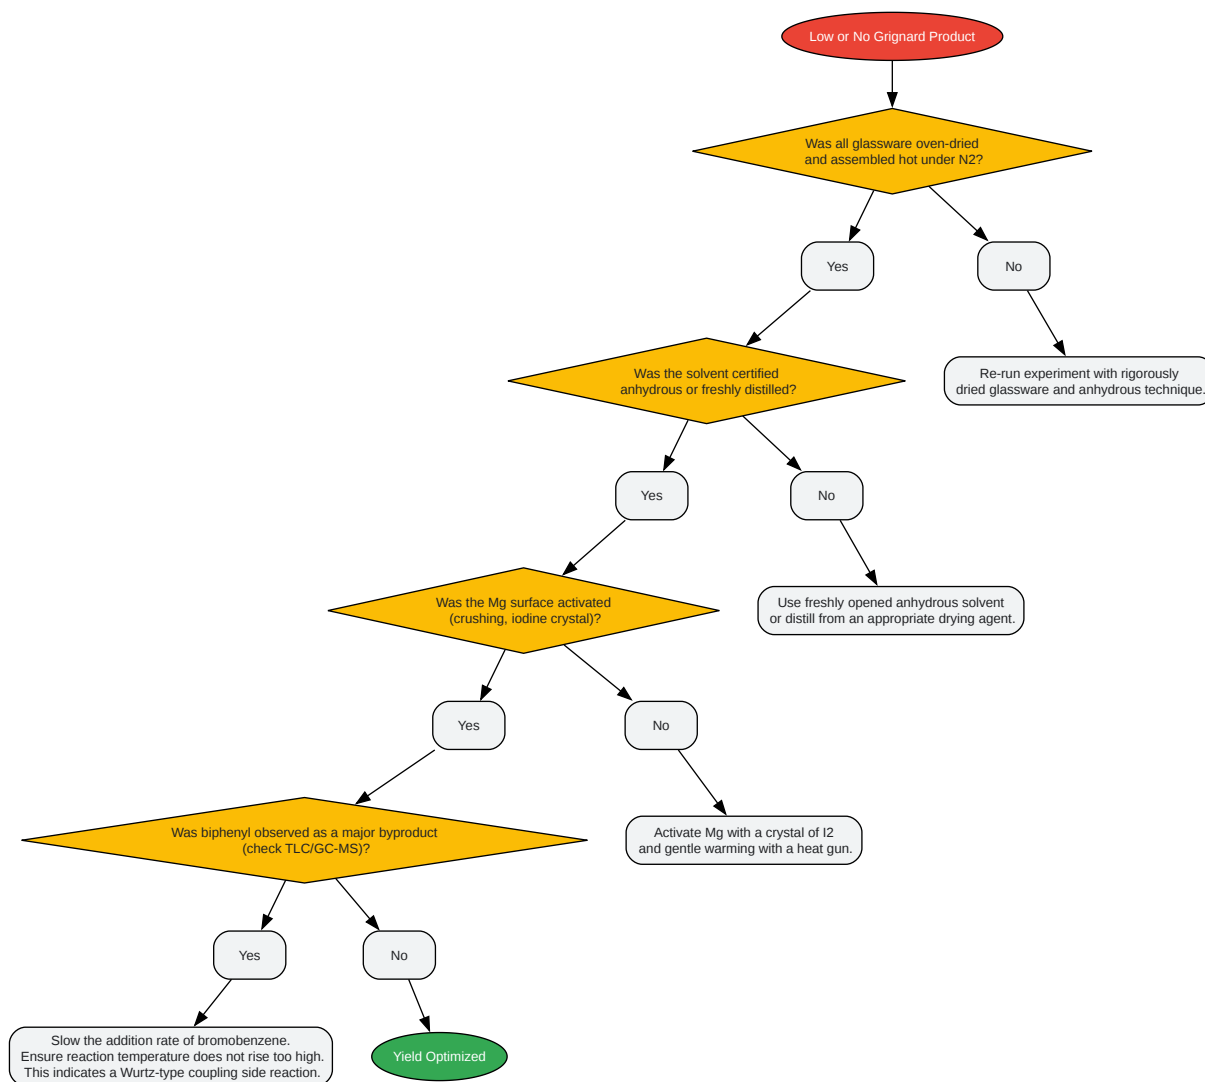 Low or No Grignard Product
Was all glassware oven-dried
and assembled hot under N2?
Yes
No
Was the solvent certified
anhydrous or freshly distilled?
Re-run experiment with rigorously
dried glassware and anhydrous technique.
Yes
No
Was the Mg surface activated
(crushing, iodine crystal)?
Use freshly opened anhydrous solvent
or distill from an appropriate drying agent.
Yes
No
Was biphenyl observed as a major byproduct
(check TLC/GC-MS)?
Activate Mg with a crystal of I2
and gentle warming with a heat gun.
Yes
No
Slow the addition rate of bromobenzene.
Ensure reaction temperature does not rise too high.
This indicates a Wurtz-type coupling side reaction.
Yield Optimized